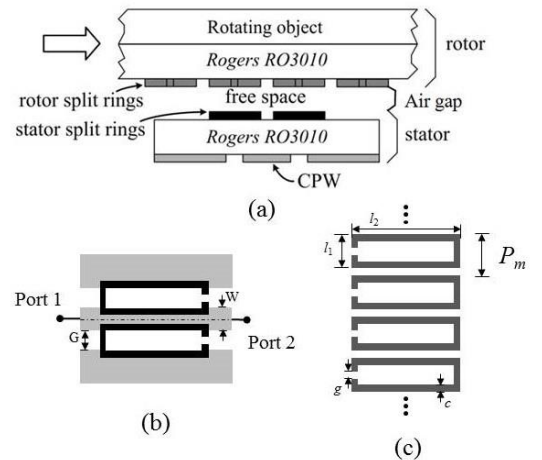 Rotating object
Rogers RO3010
rotor
rotor split rings
free space
Air gap
stator split rings
Rogers RO3010
stator
CPW
(a)
Port 1
W
G
Port 2
(b)
l₂
l₁
Pₘ
g
c
(c)